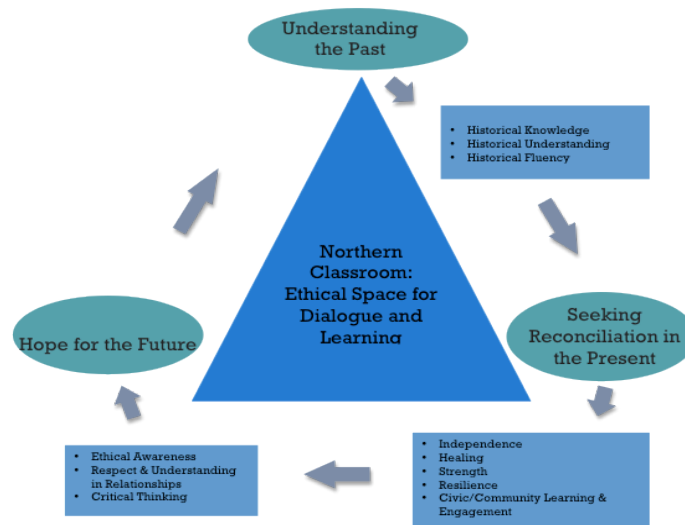 Understanding
the Past
• Historical Knowledge
• Historical Understanding
• Historical Fluency
Northern
Classroom:
Ethical Space for
Dialogue and
Learning
Seeking
Reconciliation in
the Present
Hope for the Future
• Independence
• Healing
• Strength
• Resilience
• Civic/Community Learning &
Engagement
• Ethical Awareness
• Respect & Understanding
in Relationships
• Critical Thinking